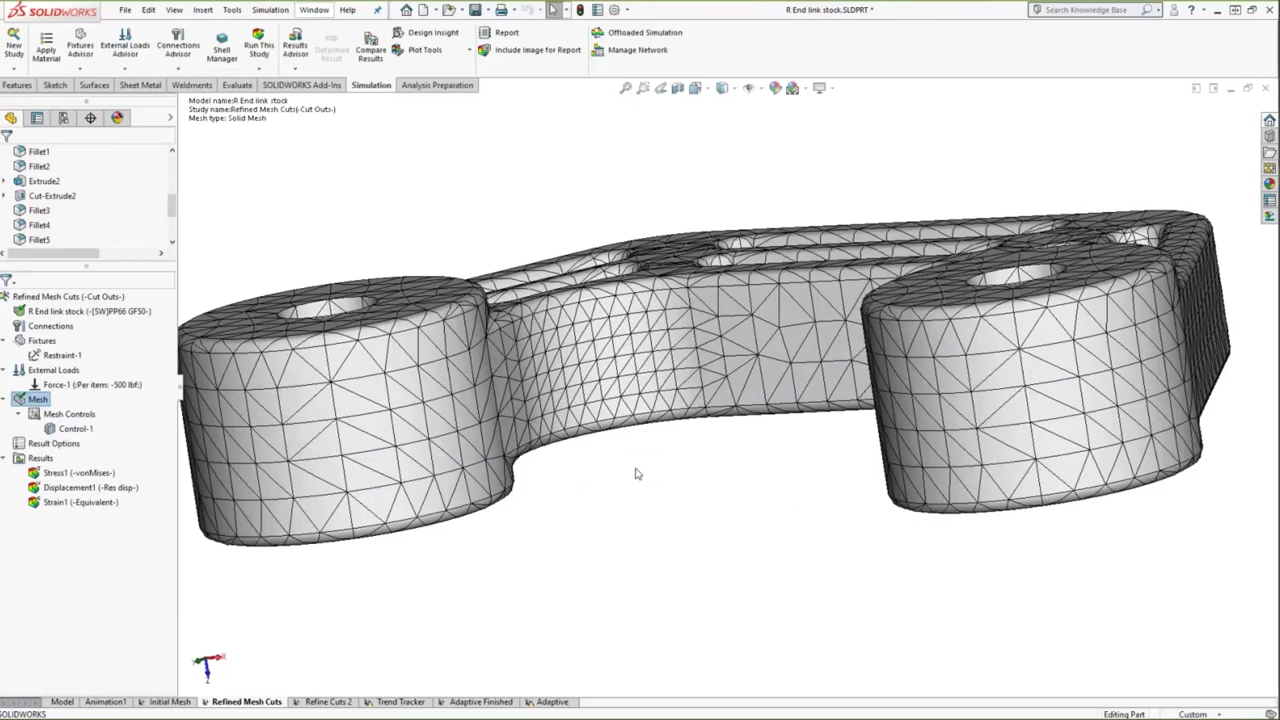 SOLIDWORKS File Edit View Insert Tools Simulation Window Help R End link stock.SLDPRT * Search Knowledge Base
New Study
Apply Material
Fixtures Advisor
External Loads Advisor
Connections Advisor
Shell Manager
Run This Study
Results Advisor
Deformed Result
Compare Results
Design Insight
Plot Tools
Report
Include Image for Report
Offloaded Simulation
Manage Network
Features Sketch Surfaces Sheet Metal Weldments Evaluate SOLIDWORKS Add-Ins Simulation Analysis Preparation
Model name:R End link stock
Study name:Refined Mesh Cuts(-Cut Outs-)
Mesh type: Solid Mesh
Fillet1
Fillet2
Extrude2
Cut-Extrude2
Fillet3
Fillet4
Fillet5
Refined Mesh Cuts (-Cut Outs-)
R End link stock (-[SW]PP66 GF50-)
Connections
Fixtures
Restraint-1
External Loads
Force-1 (:Per item: -500 lbf:)
Mesh
Mesh Controls
Control-1
Result Options
Results
Stress1 (-vonMises-)
Displacement1 (-Res disp-)
Strain1 (-Equivalent-)
Model Animation1 Initial Mesh Refined Mesh Cuts Refine Cuts 2 Trend Tracker Adaptive Finished Adaptive
SOLIDWORKS Editing Part Custom